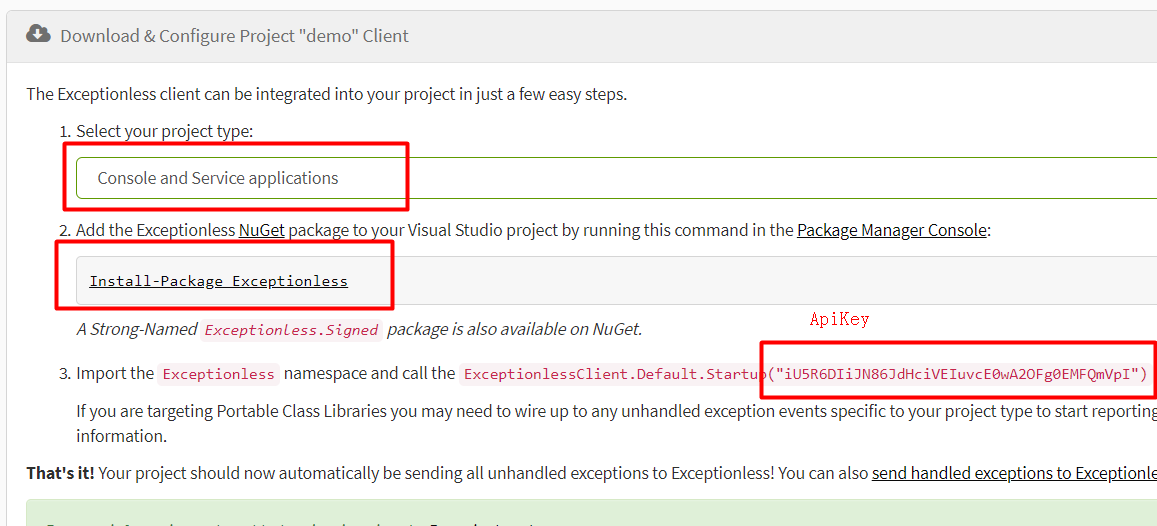 Download & Configure Project "demo" Client
The Exceptionless client can be integrated into your project in just a few easy steps.
1. Select your project type:
Console and Service applications
2. Add the Exceptionless NuGet package to your Visual Studio project by running this command in the Package Manager Console:
Install-Package Exceptionless
A Strong-Named Exceptionless.Signed package is also available on NuGet.
ApiKey
3. Import the Exceptionless namespace and call the ExceptionlessClient.Default.Startup("iU5R6DIiJN86JdHciVEIuvcE0wA2OFg0EMFQmVpI")
If you are targeting Portable Class Libraries you may need to wire up to any unhandled exception events specific to your project type to start reporting
information.
That's it! Your project should now automatically be sending all unhandled exceptions to Exceptionless! You can also send handled exceptions to Exceptionle